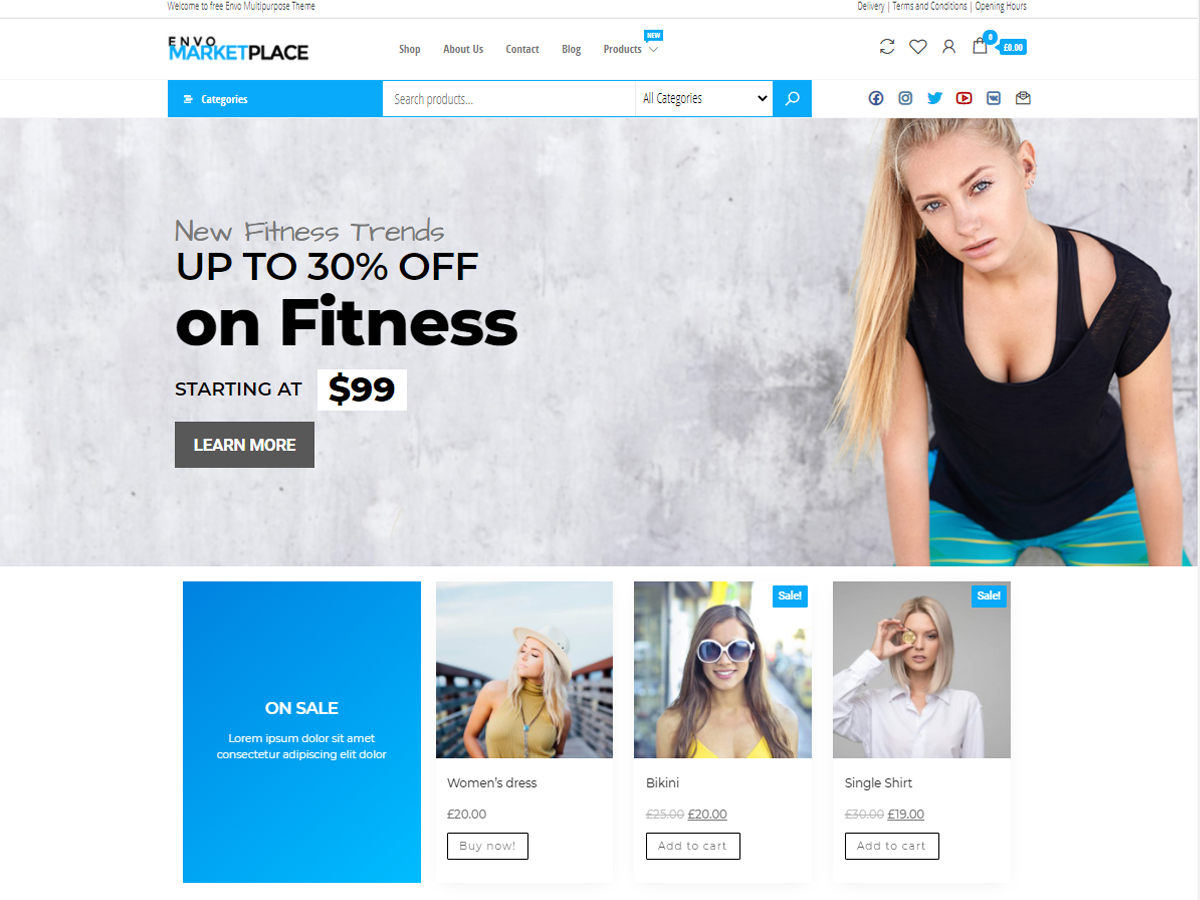 Welcome to free Envo Multipurpose Theme
Delivery | Terms and Conditions | Opening Hours
ENVO
MARKETPLACE
Shop
About Us
Contact
Blog
Products
NEW
0
£0.00
Categories
Search products...
All Categories
New Fitness Trends
UP TO 30% OFF
on Fitness
STARTING AT $99
LEARN MORE
ON SALE
Lorem ipsum dolor sit amet
consectetur adipiscing elit dolor
Women's dress
£20.00
Buy now!
Sale!
Bikini
£25.00 £20.00
Add to cart
Sale!
Single Shirt
£30.00 £19.00
Add to cart